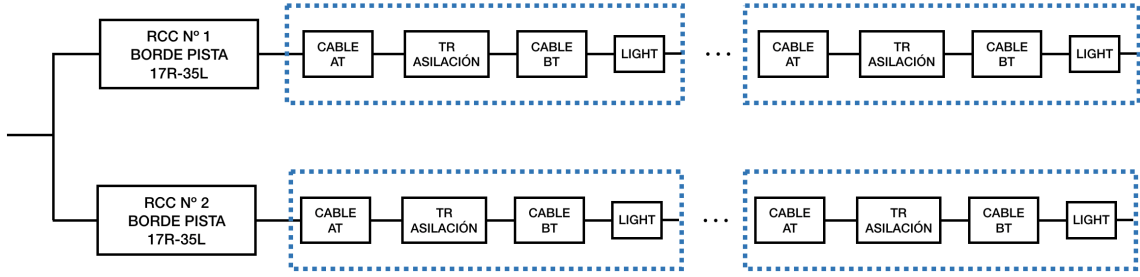 RCC Nº 1
BORDE PISTA
17R-35L
CABLE
AT
TR
ASILACIÓN
CABLE
BT
LIGHT
...
CABLE
AT
TR
ASILACIÓN
CABLE
BT
LIGHT
RCC Nº 2
BORDE PISTA
17R-35L
CABLE
AT
TR
ASILACIÓN
CABLE
BT
LIGHT
...
CABLE
AT
TR
ASILACIÓN
CABLE
BT
LIGHT